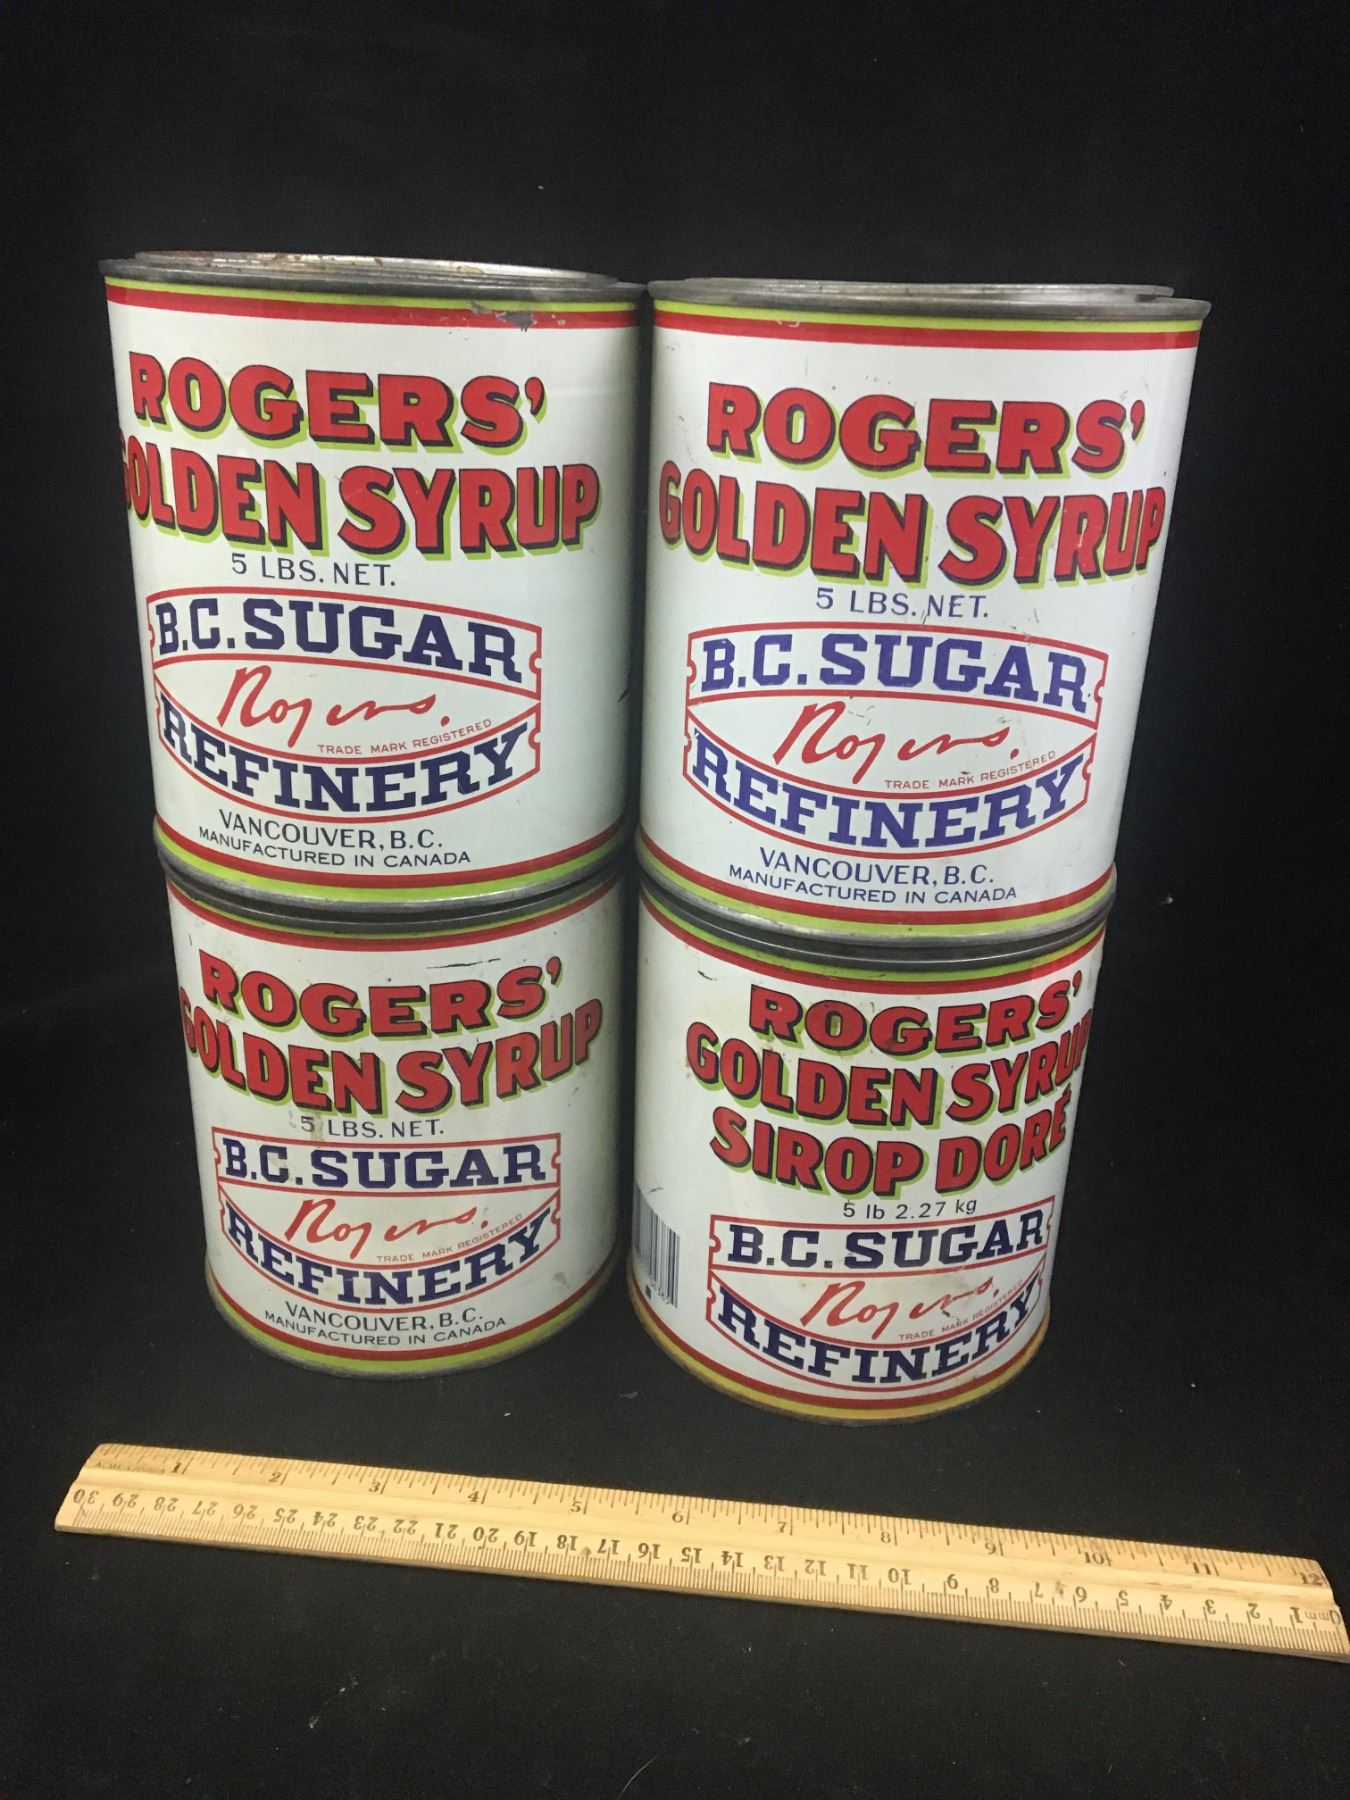 ROGERS'
GOLDEN SYRUP
5 LBS. NET.
B.C. SUGAR
Rogers.
TRADE MARK REGISTERED
REFINERY
VANCOUVER, B.C.
MANUFACTURED IN CANADA
ROGERS'
GOLDEN SYRUP
5 LBS. NET.
B.C. SUGAR
Rogers.
TRADE MARK REGISTERED
REFINERY
VANCOUVER, B.C.
MANUFACTURED IN CANADA
ROGERS'
GOLDEN SYRUP
5 LBS. NET.
B.C. SUGAR
Rogers.
TRADE MARK REGISTERED
REFINERY
VANCOUVER, B.C.
MANUFACTURED IN CANADA
ROGERS'
GOLDEN SYRUP
SIROP DORÉ
5 lb 2.27 kg
B.C. SUGAR
Rogers.
TRADE MARK REGISTERED
REFINERY
1 2 3 4 5 6 7 8 9 10 11 12
30 29 28 27 26 25 24 23 22 21 20 19 18 17 16 15 14 13 12 11 10 9 8 7 6 5 4 3 2 1 mm 0